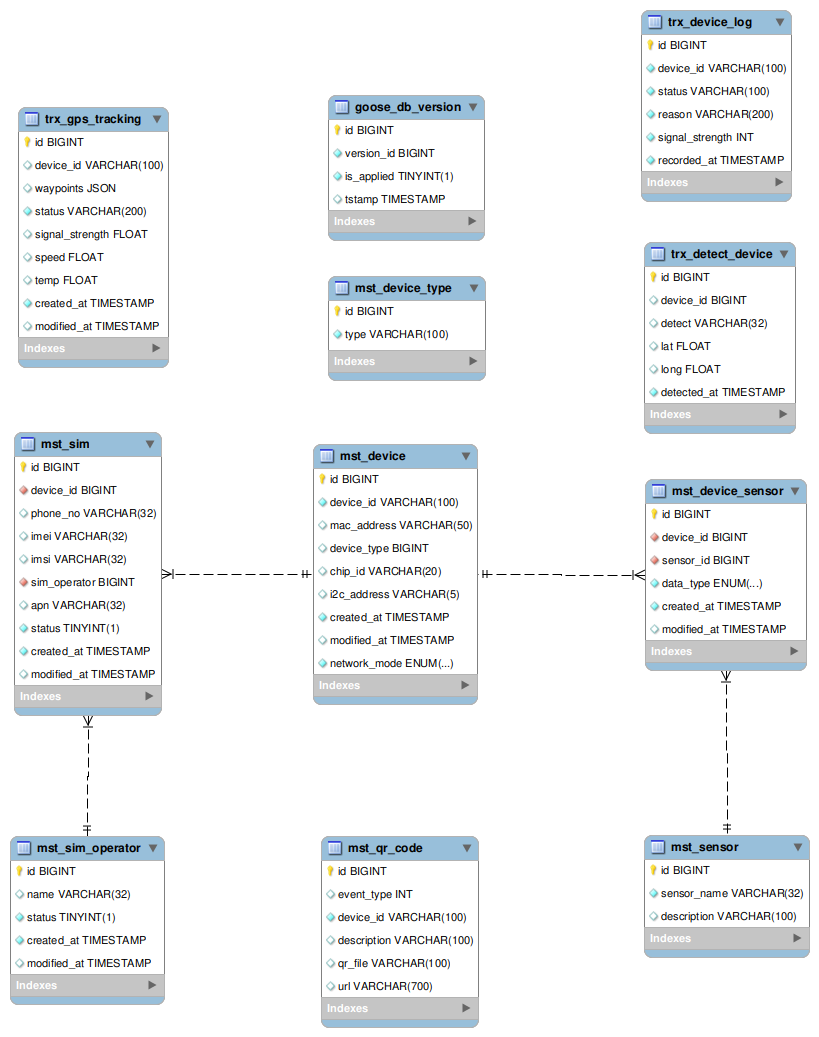 trx_device_log
id BIGINT
device_id VARCHAR(100)
status VARCHAR(100)
reason VARCHAR(200)
signal_strength INT
recorded_at TIMESTAMP
Indexes
trx_gps_tracking
id BIGINT
device_id VARCHAR(100)
waypoints JSON
status VARCHAR(200)
signal_strength FLOAT
speed FLOAT
temp FLOAT
created_at TIMESTAMP
modified_at TIMESTAMP
Indexes
goose_db_version
id BIGINT
version_id BIGINT
is_applied TINYINT(1)
tstamp TIMESTAMP
Indexes
mst_device_type
id BIGINT
type VARCHAR(100)
Indexes
trx_detect_device
id BIGINT
device_id BIGINT
detect VARCHAR(32)
lat FLOAT
long FLOAT
detected_at TIMESTAMP
Indexes
mst_sim
id BIGINT
device_id BIGINT
phone_no VARCHAR(32)
imei VARCHAR(32)
imsi VARCHAR(32)
sim_operator BIGINT
apn VARCHAR(32)
status TINYINT(1)
created_at TIMESTAMP
modified_at TIMESTAMP
Indexes
mst_device
id BIGINT
device_id VARCHAR(100)
mac_address VARCHAR(50)
device_type BIGINT
chip_id VARCHAR(20)
i2c_address VARCHAR(5)
created_at TIMESTAMP
modified_at TIMESTAMP
network_mode ENUM(...)
Indexes
mst_device_sensor
id BIGINT
device_id BIGINT
sensor_id BIGINT
data_type ENUM(...)
created_at TIMESTAMP
modified_at TIMESTAMP
Indexes
mst_sim_operator
id BIGINT
name VARCHAR(32)
status TINYINT(1)
created_at TIMESTAMP
modified_at TIMESTAMP
Indexes
mst_qr_code
id BIGINT
event_type INT
device_id VARCHAR(100)
description VARCHAR(100)
qr_file VARCHAR(100)
url VARCHAR(700)
Indexes
mst_sensor
id BIGINT
sensor_name VARCHAR(32)
description VARCHAR(100)
Indexes